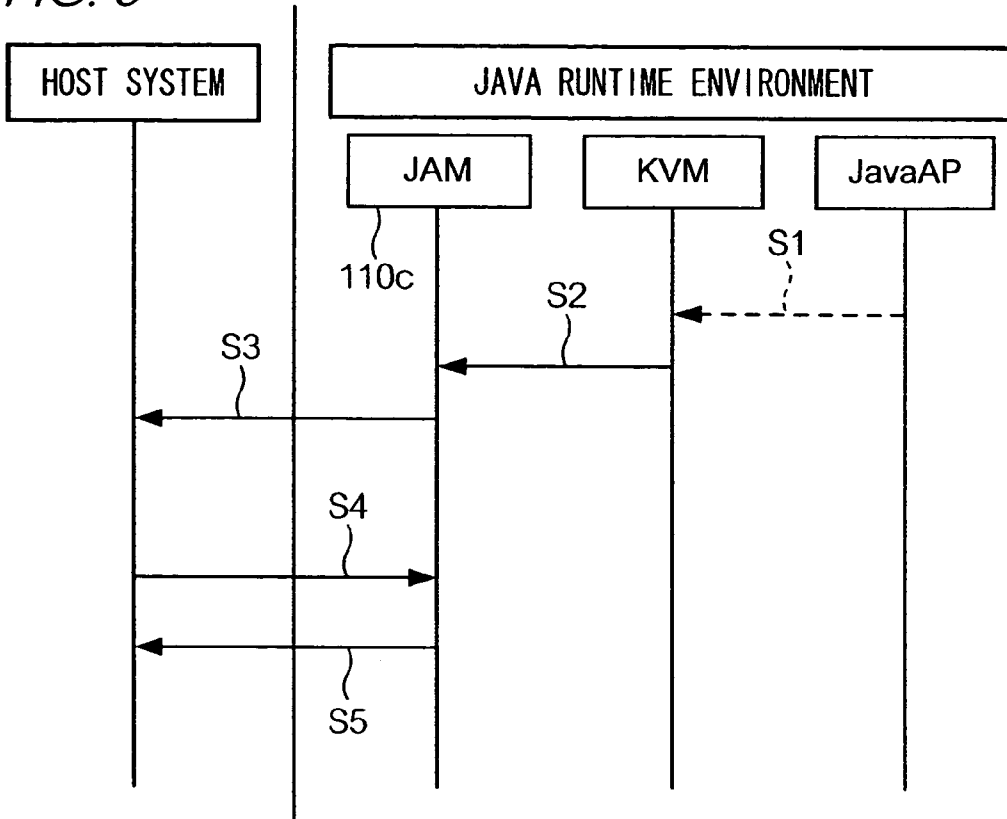 HOST SYSTEM
JAVA RUNTIME ENVIRONMENT
JAM
KVM
JavaAP
110c
S1
S2
S3
S4
S5